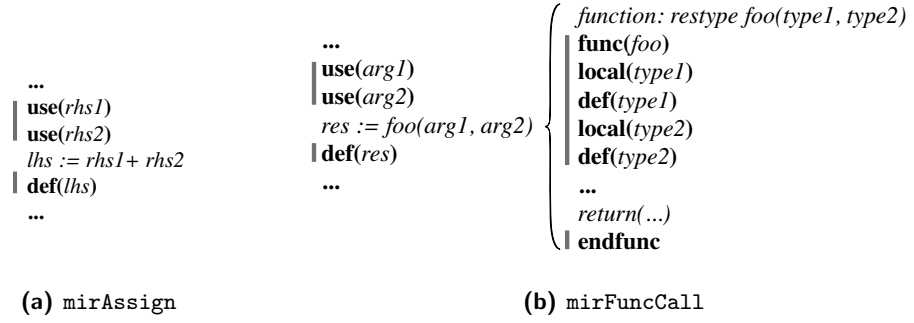 ...
use(rhs1)
use(rhs2)
lhs := rhs1+ rhs2
def(lhs)
...
(a) mirAssign
...
use(arg1)
use(arg2)
res := foo(arg1, arg2)
def(res)
...
function: restype foo(type1, type2)
func(foo)
local(type1)
def(type1)
local(type2)
def(type2)
...
return(...)
endfunc
(b) mirFuncCall